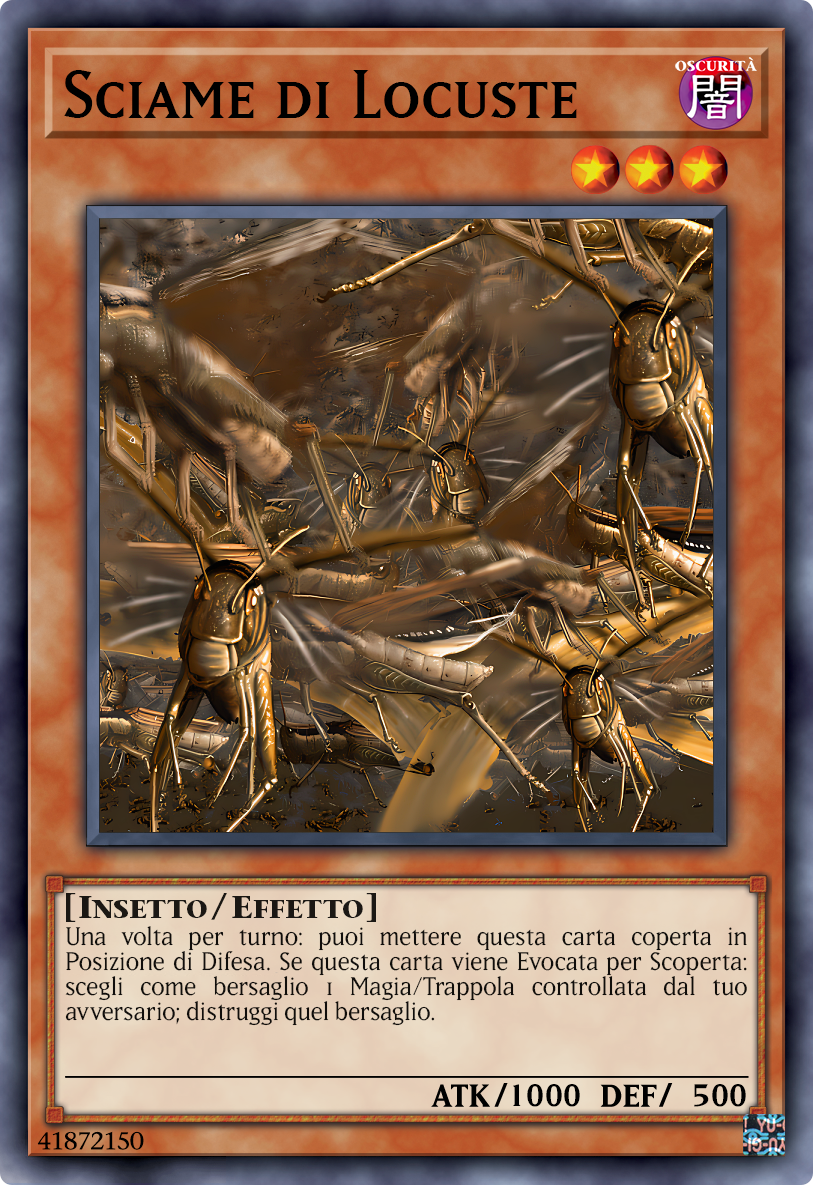 Sciame di Locuste
OSCURITÀ
闇
[Insetto/Effetto]
Una volta per turno: puoi mettere questa carta coperta in
Posizione di Difesa. Se questa carta viene Evocata per Scoperta:
scegli come bersaglio 1 Magia/Trappola controllata dal tuo
avversario; distruggi quel bersaglio.
ATK/1000 DEF/ 500
41872150